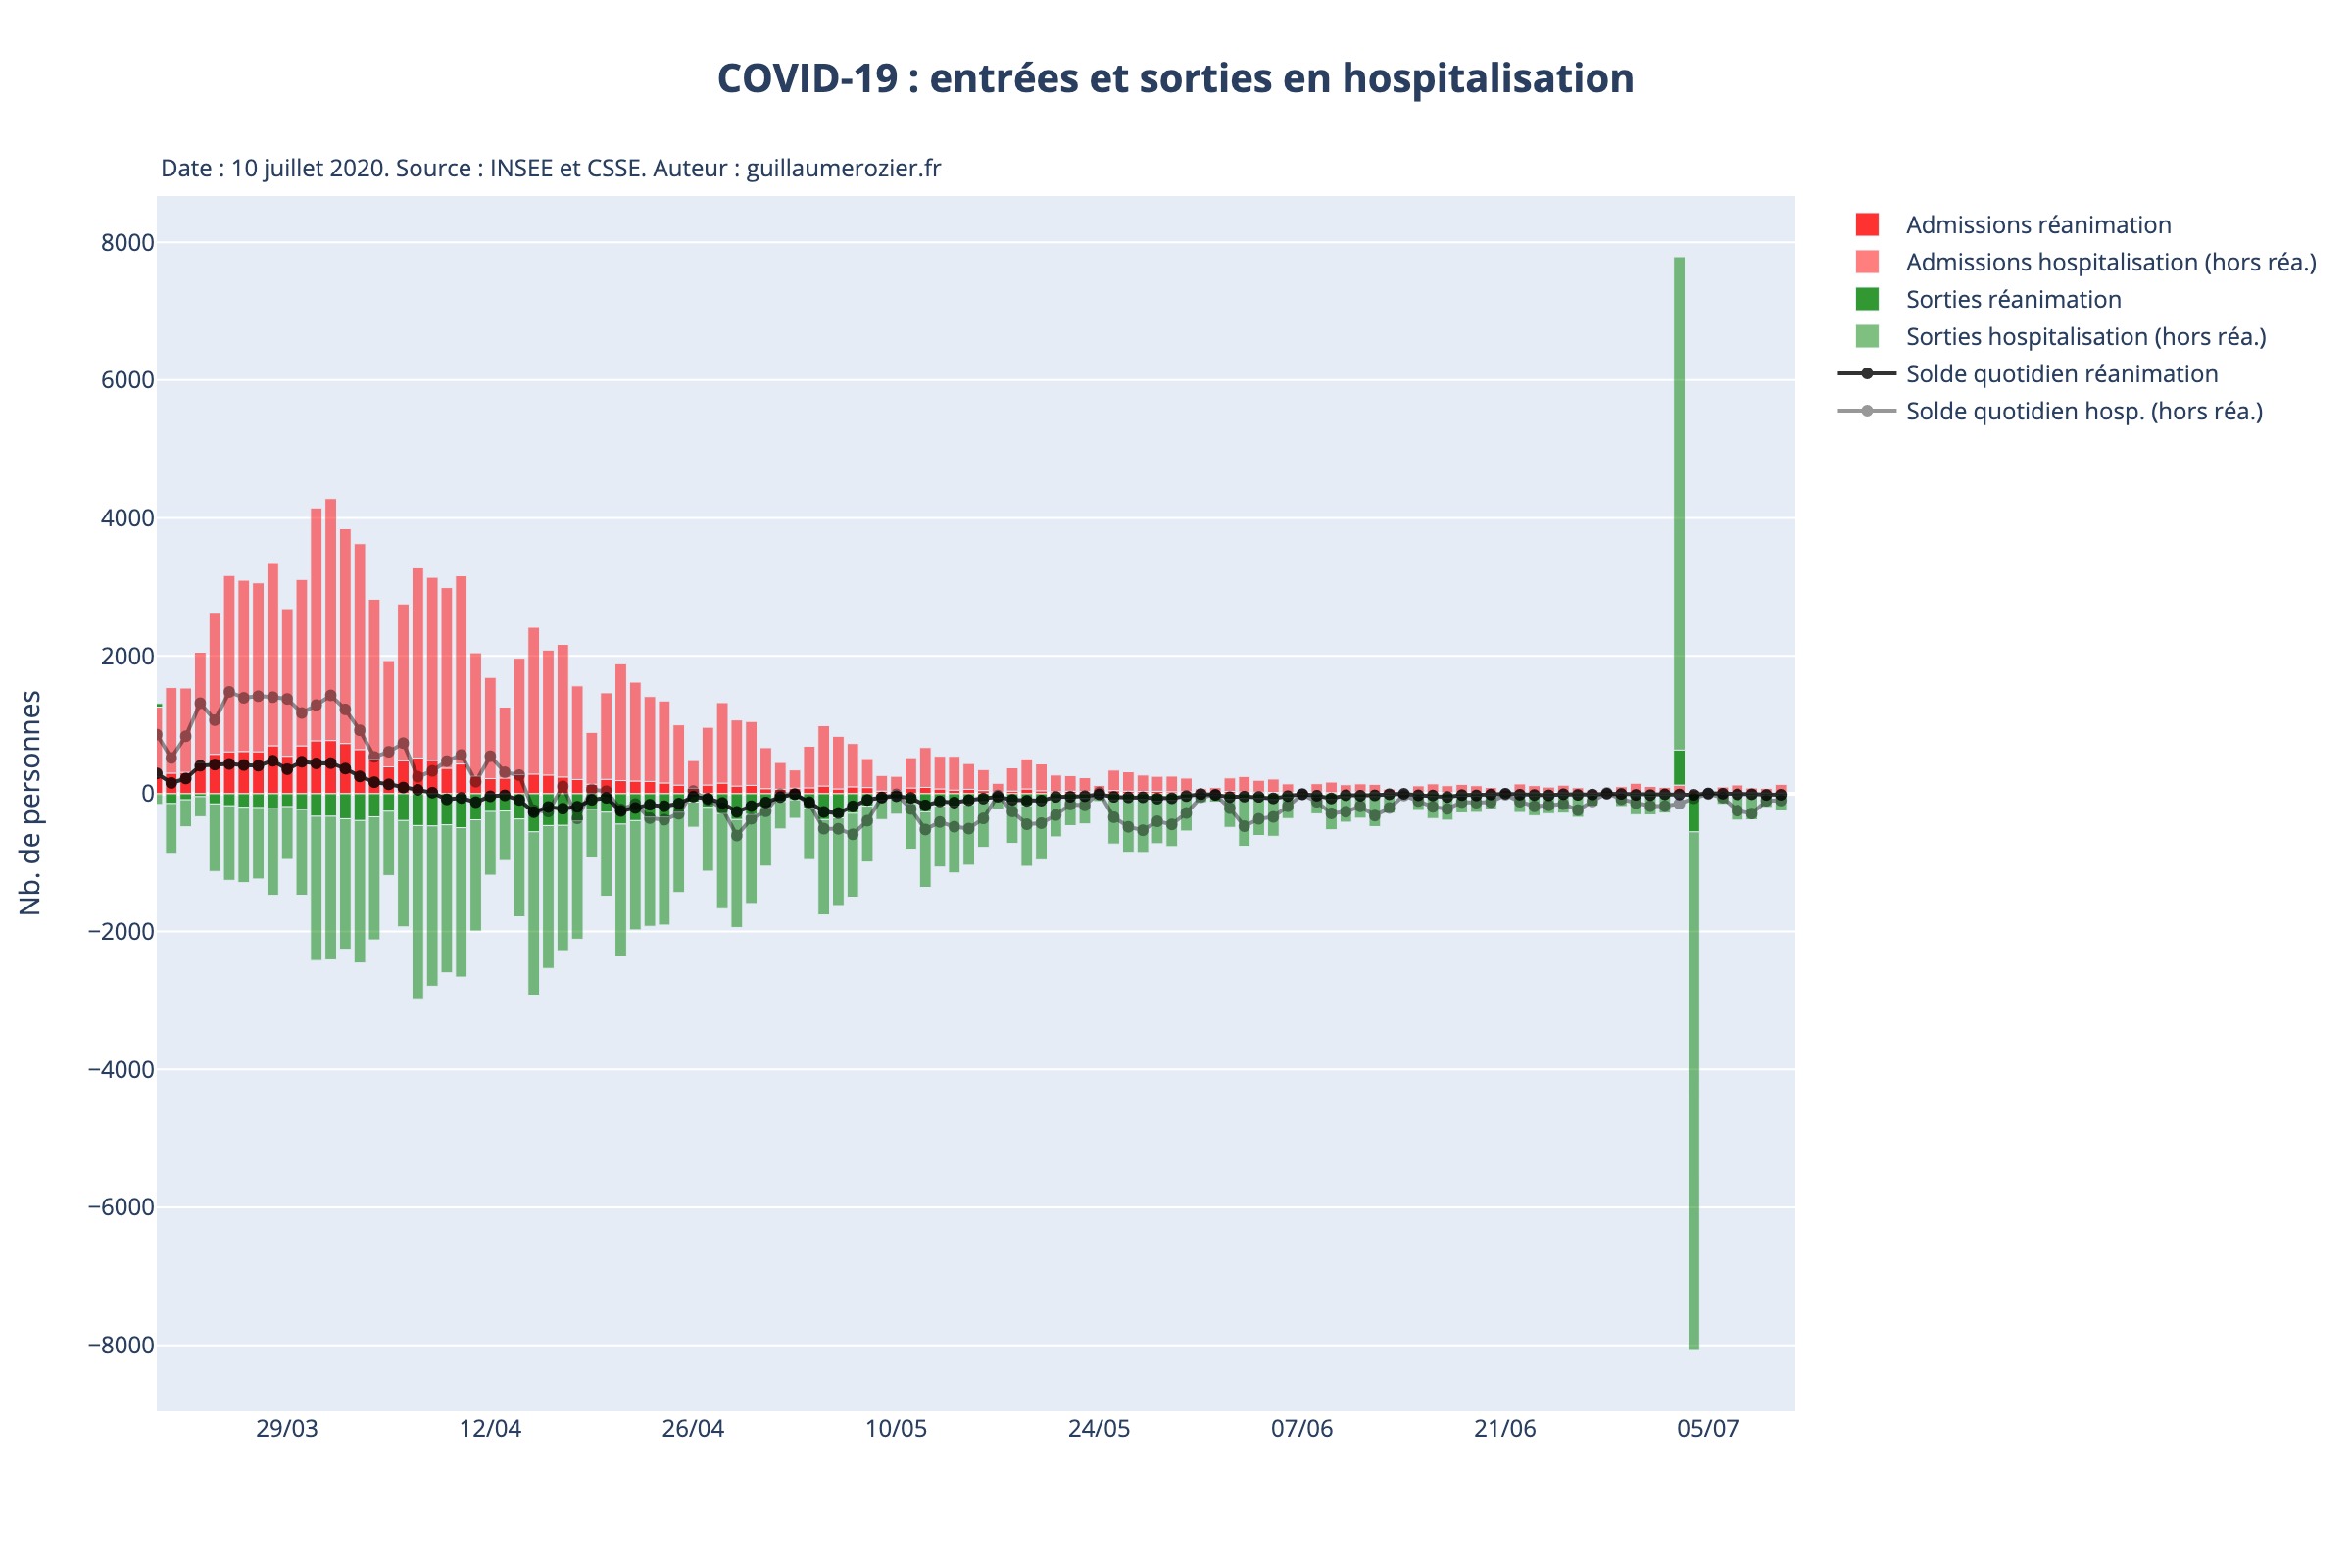 COVID-19 : entrées et sorties en hospitalisation
Date : 10 juillet 2020. Source : INSEE et CSSE. Auteur : guillaumerozier.fr
Admissions réanimation
Admissions hospitalisation (hors réa.)
Sorties réanimation
Sorties hospitalisation (hors réa.)
Solde quotidien réanimation
Solde quotidien hosp. (hors réa.)
Nb. de personnes
8000
6000
4000
2000
0
−2000
−4000
−6000
−8000
29/03 12/04 26/04 10/05 24/05 07/06 21/06 05/07